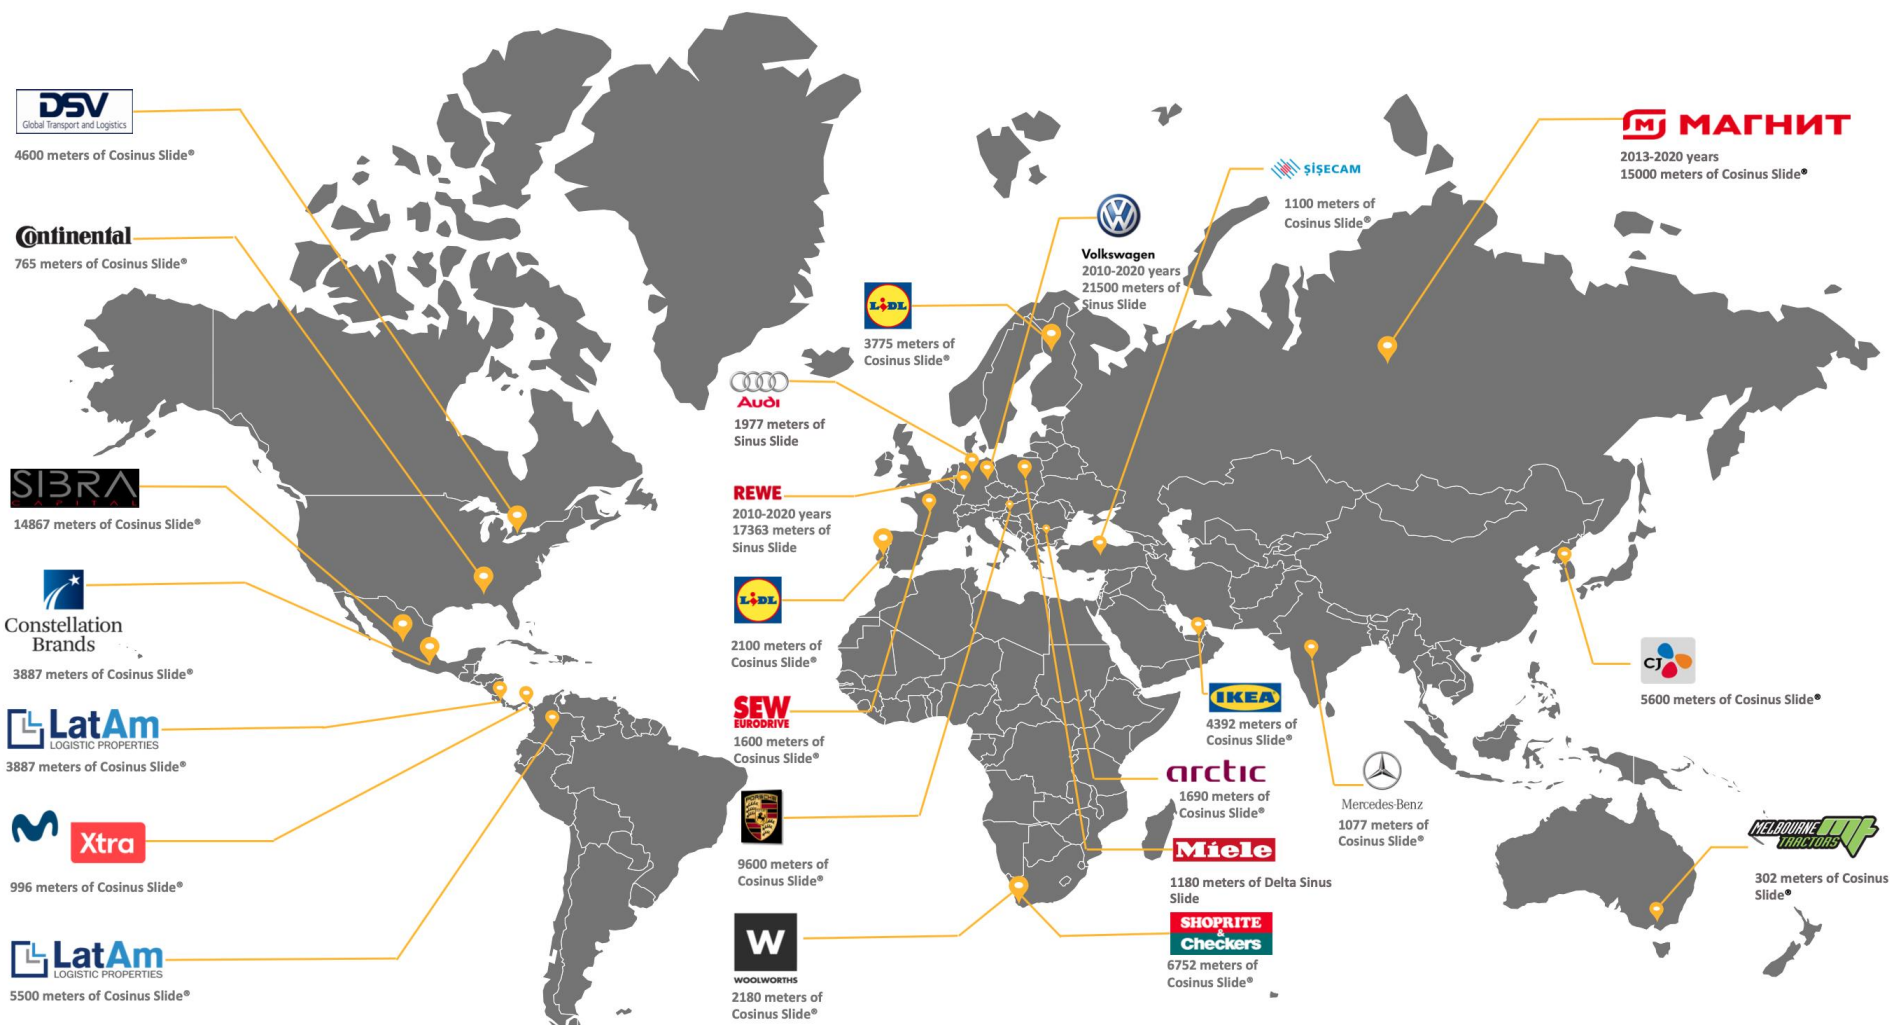 DSV
Global Transport and Logistics
4600 meters of Cosinus Slide®
Continental
765 meters of Cosinus Slide®
SIBRA
CAPITAL
14867 meters of Cosinus Slide®
Constellation
Brands
3887 meters of Cosinus Slide®
LatAm
LOGISTIC PROPERTIES
3887 meters of Cosinus Slide®
Xtra
996 meters of Cosinus Slide®
LatAm
LOGISTIC PROPERTIES
5500 meters of Cosinus Slide®
LiDL
3775 meters of
Cosinus Slide®
Audi
1977 meters of
Sinus Slide
REWE
2010-2020 years
17363 meters of
Sinus Slide
LiDL
2100 meters of
Cosinus Slide®
SEW
EURODRIVE
1600 meters of
Cosinus Slide®
PORSCHE
9600 meters of
Cosinus Slide®
W
WOOLWORTHS
2180 meters of
Cosinus Slide®
Volkswagen
2010-2020 years
21500 meters of
Sinus Slide
ŞİŞECAM
1100 meters of
Cosinus Slide®
МАГНИТ
2013-2020 years
15000 meters of Cosinus Slide®
IKEA
4392 meters of
Cosinus Slide®
arctic
1690 meters of
Cosinus Slide®
Miele
1180 meters of Delta Sinus
Slide
SHOPRITE
&
Checkers
6752 meters of
Cosinus Slide®
Mercedes-Benz
1077 meters of
Cosinus Slide®
CJ
5600 meters of Cosinus Slide®
MELBOURNE
TRACTORS
MT
302 meters of Cosinus
Slide®